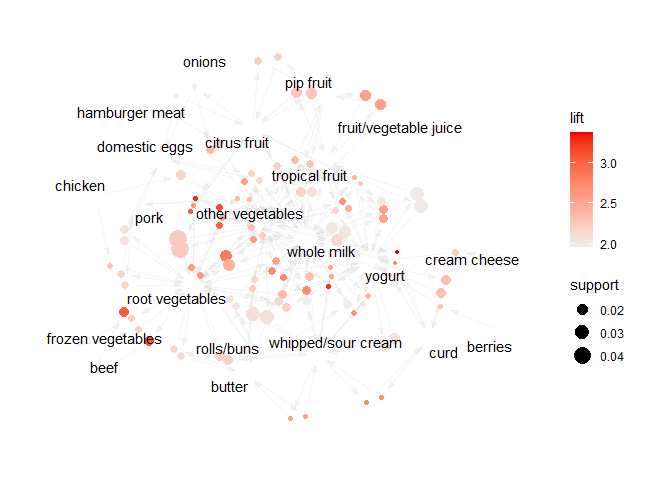 onions
pip fruit
hamburger meat
fruit/vegetable juice
domestic eggs
citrus fruit
tropical fruit
chicken
pork
other vegetables
whole milk
cream cheese
yogurt
root vegetables
frozen vegetables
rolls/buns
whipped/sour cream
curd
berries
beef
butter
lift
3.0
2.5
2.0
support
0.02
0.03
0.04